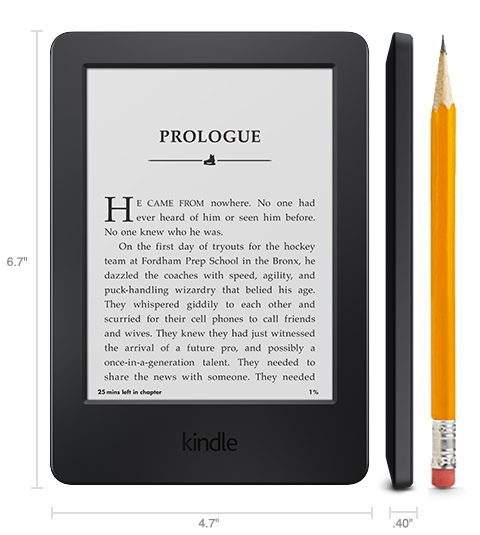 PROLOGUE
HE CAME FROM nowhere. No one had
ever heard of him or seen him before.
No one knew who he was.
On the first day of tryouts for the hockey
team at Fordham Prep School in the Bronx, he
dazzled the coaches with speed, agility, and
puck-handling wizardry that belied his age.
They whispered giddily to each other and
scurried for their cell phones to call friends
and wives. They knew they had just witnessed
the arrival of a future pro, and possibly a
once-in-a-generation talent. They needed to
share the news with someone. They needed
25 mins left in chapter 1%
kindle
6.7"
4.7"
.40"